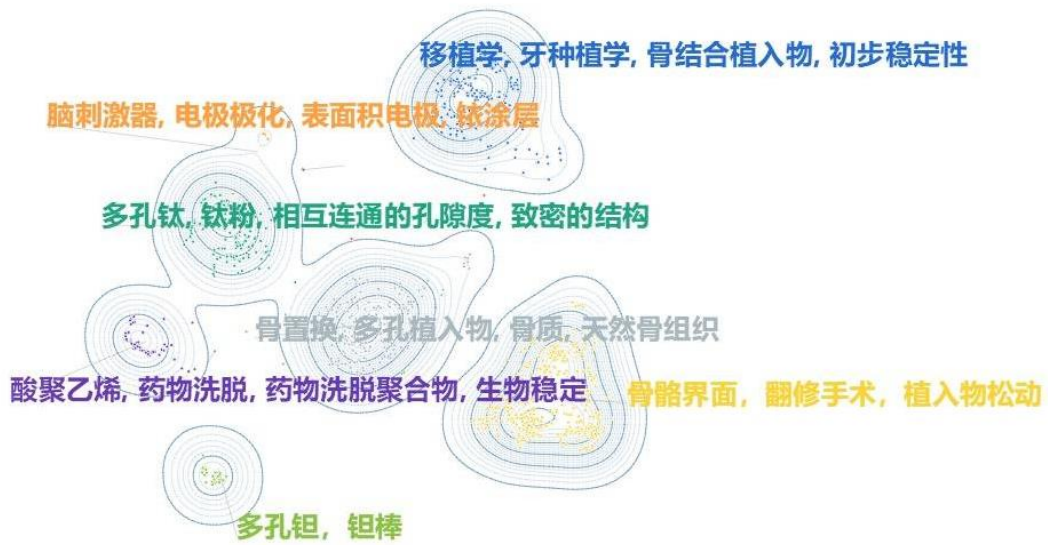 移植学, 牙种植学, 骨结合植入物, 初步稳定性
脑刺激器, 电极极化, 表面积电极, 铱涂层
多孔钛, 钛粉, 相互连通的孔隙度, 致密的结构
骨置换, 多孔植入物, 骨质, 天然骨组织
酸聚乙烯, 药物洗脱, 药物洗脱聚合物, 生物稳定
骨骼界面，翻修手术，植入物松动
多孔钽，钽棒